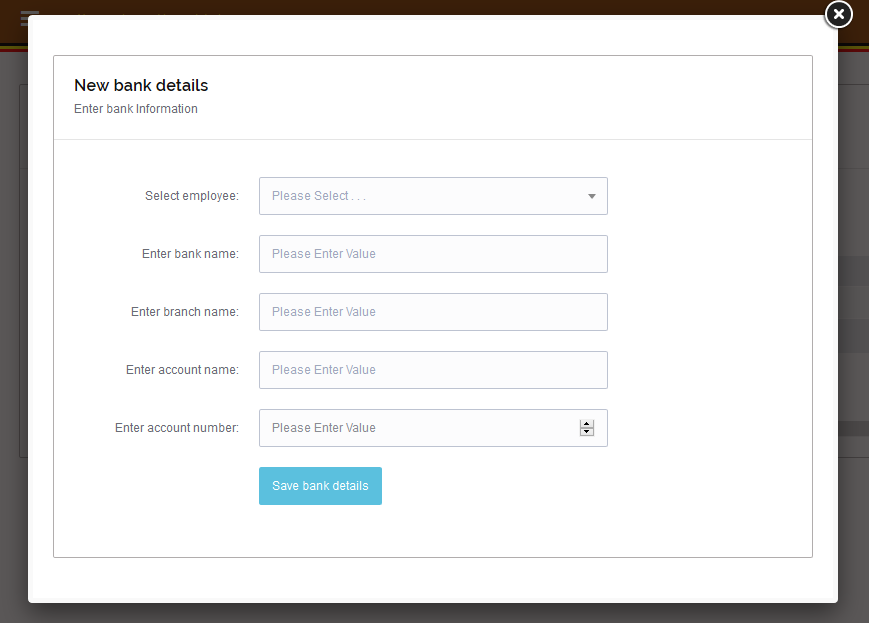 New bank details
Enter bank Information
Select employee: Please Select . . .
Enter bank name: Please Enter Value
Enter branch name: Please Enter Value
Enter account name: Please Enter Value
Enter account number: Please Enter Value
Save bank details